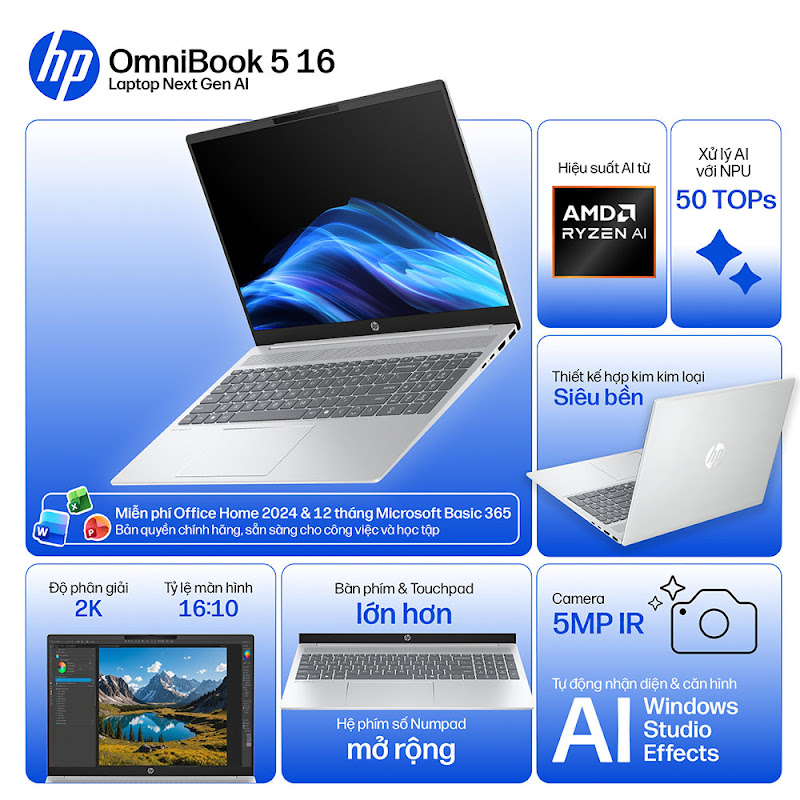 hp
OmniBook 5 16
Laptop Next Gen AI
Hiệu suất AI từ
AMD
RYZEN AI
Xử lý AI
với NPU
50 TOPs
Thiết kế hợp kim kim loại
Siêu bền
hp
Miễn phí Office Home 2024 & 12 tháng Microsoft Basic 365
Bản quyền chính hãng, sẵn sàng cho công việc và học tập
X
W
P
Độ phân giải
2K
Tỷ lệ màn hình
16:10
Bàn phím & Touchpad
lớn hơn
Hệ phím số Numpad
mở rộng
Camera
5MP IR
Tự động nhận diện & căn hình
AI
Windows
Studio
Effects